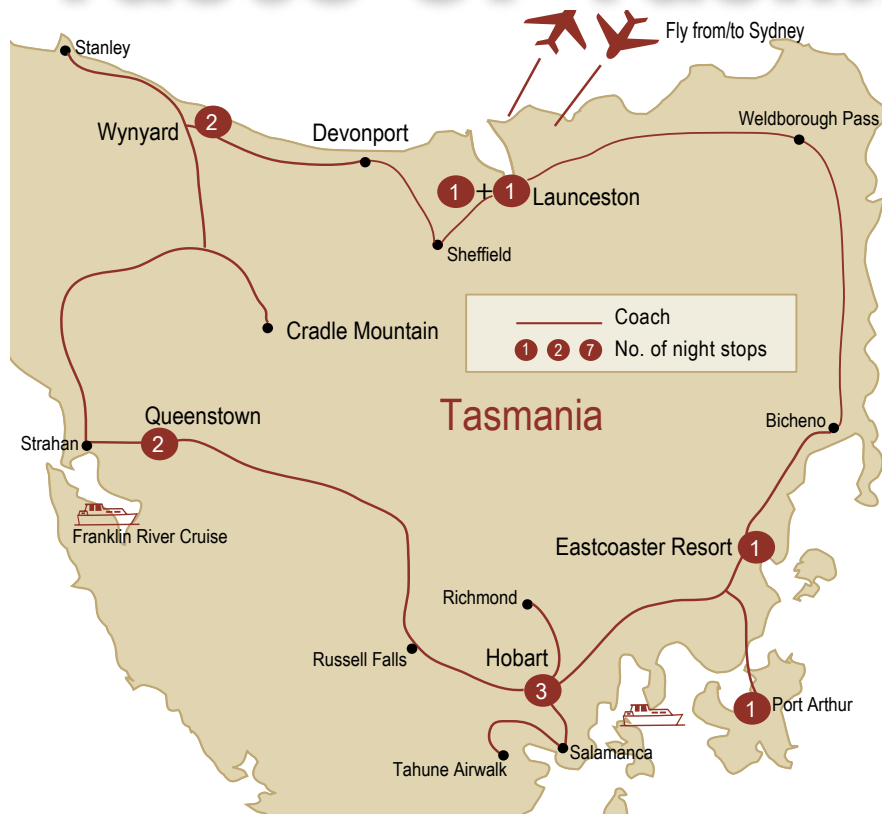 Fly from/to Sydney
Stanley
Weldborough Pass
2
Wynyard
Devonport
1 + 1
Launceston
Sheffield
Coach
1 2 7 No. of night stops
Cradle Mountain
Tasmania
Queenstown
Bicheno
Strahan
2
Franklin River Cruise
Eastcoaster Resort
1
Richmond
Russell Falls
Hobart
3
1
Port Arthur
Salamanca
Tahune Airwalk